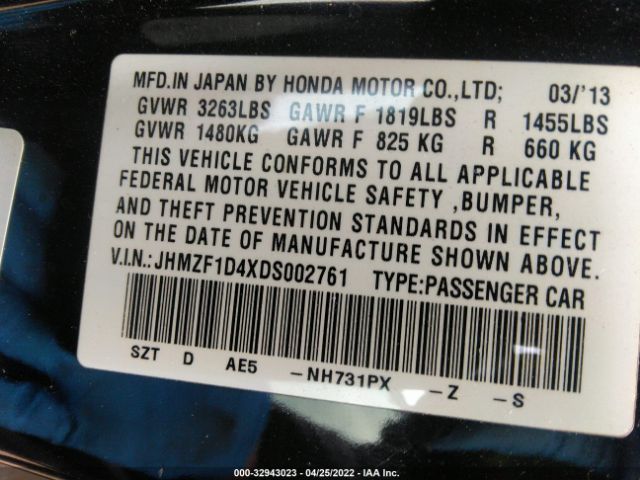 MFD.IN JAPAN BY HONDA MOTOR CO.,LTD; 03/'13
GVWR 3263LBS GAWR F 1819LBS R 1455LBS
GVWR 1480KG GAWR F 825 KG R 660 KG
THIS VEHICLE CONFORMS TO ALL APPLICABLE
FEDERAL MOTOR VEHICLE SAFETY ,BUMPER,
AND THEFT PREVENTION STANDARDS IN EFFECT
ON THE DATE OF MANUFACTURE SHOWN ABOVE.
V.I.N.:JHMZF1D4XDS002761 TYPE:PASSENGER CAR
SZT D AE5 -NH731PX -Z -S
000-32943023 - 04/25/2022 - IAA Inc.